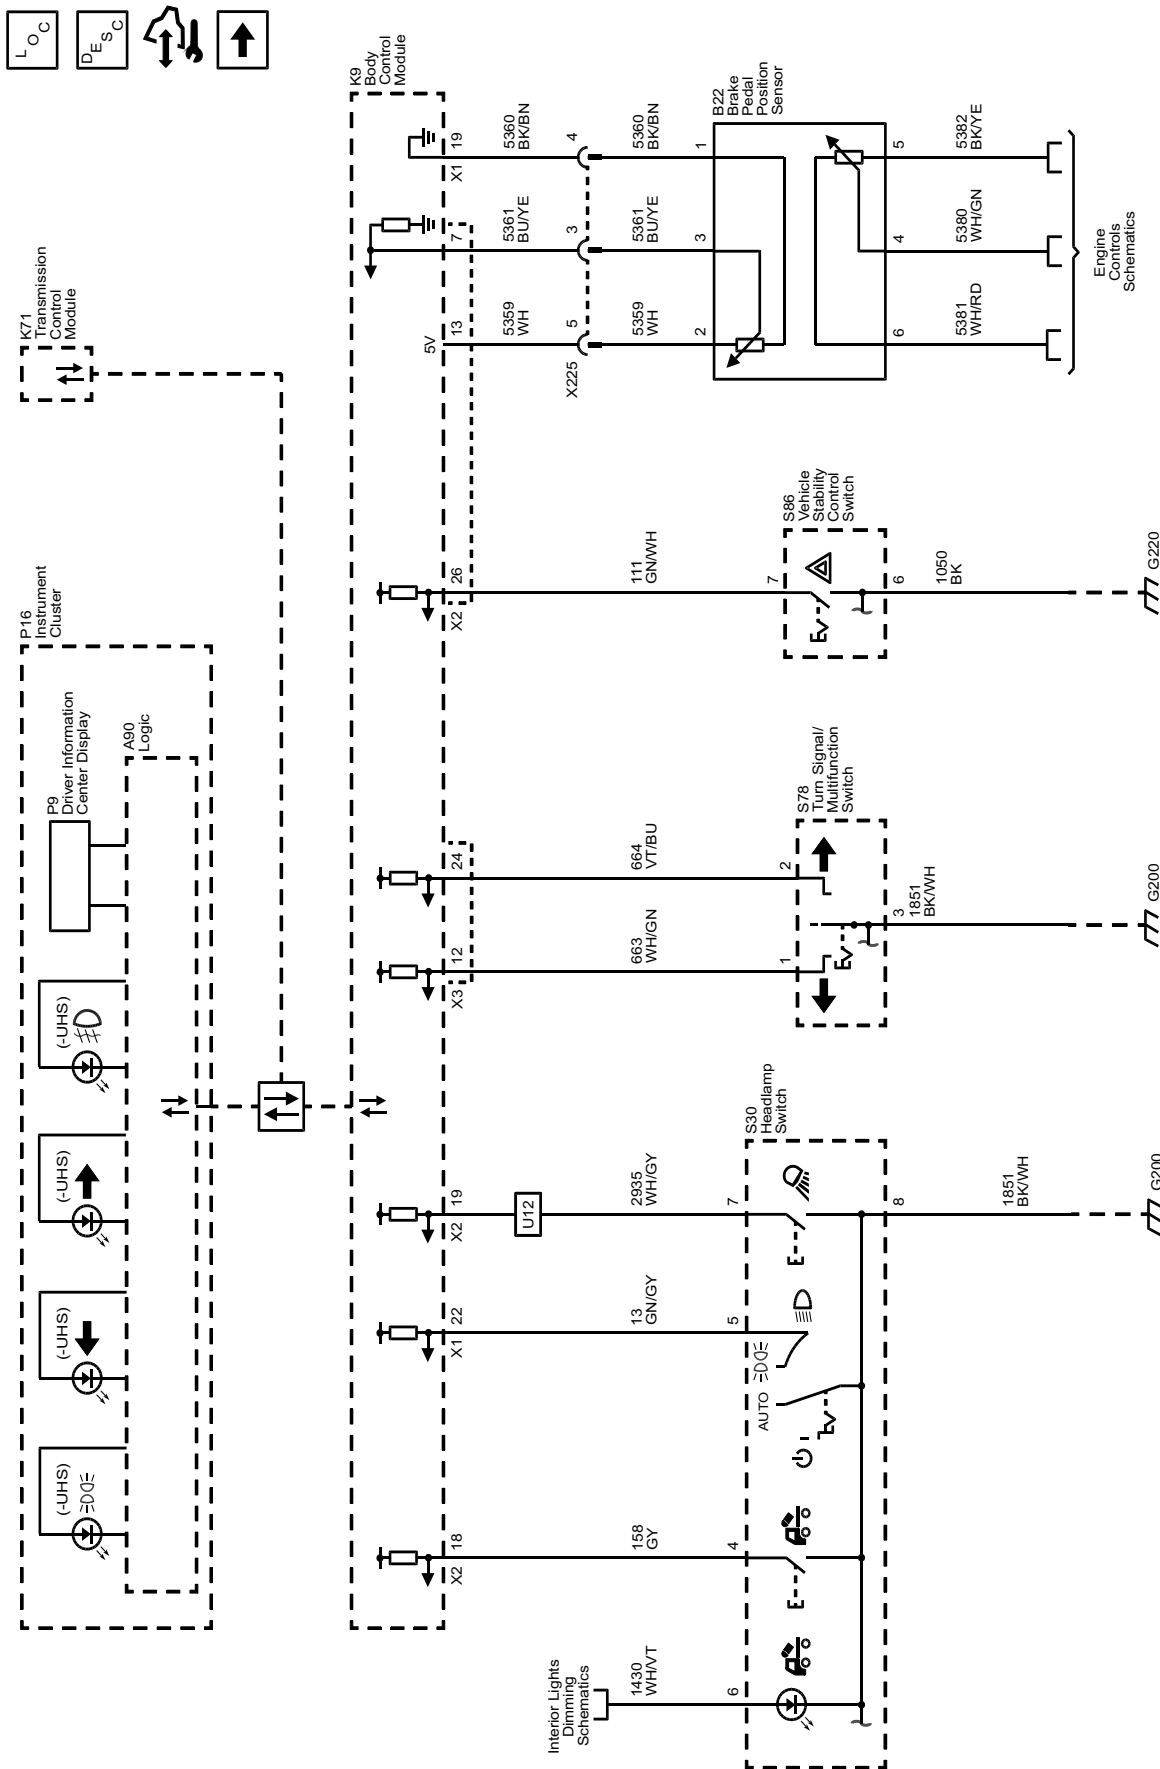 L O C
D E S C
K9
Body
Control
Module
K71
Transmission
Control
Module
P16
Instrument
Cluster
P9
Driver Information
Center Display
A90
Logic
(-UHS)
(-UHS)
(-UHS)
(-UHS)
X1
19
7
13
5V
26
X2
24
12
X3
19
X2
22
X1
18
X2
5360
BK/BN
5361
BU/YE
5359
WH
4
3
5
X225
5360
BK/BN
5361
BU/YE
5359
WH
1
3
2
B22
Brake
Pedal
Position
Sensor
5
4
6
5382
BK/YE
5380
WH/GN
5381
WH/RD
Engine
Controls
Schematics
111
GN/WH
7
S86
Vehicle
Stability
Control
Switch
6
1050
BK
G220
664
VT/BU
663
WH/GN
2
1
S78
Turn Signal/
Multifunction
Switch
3
1851
BK/WH
G200
U12
2935
WH/GY
13
GN/GY
158
GY
7
5
4
S30
Headlamp
Switch
AUTO
8
1851
BK/WH
G200
Interior Lights
Dimming
Schematics
1430
WH/VT
6